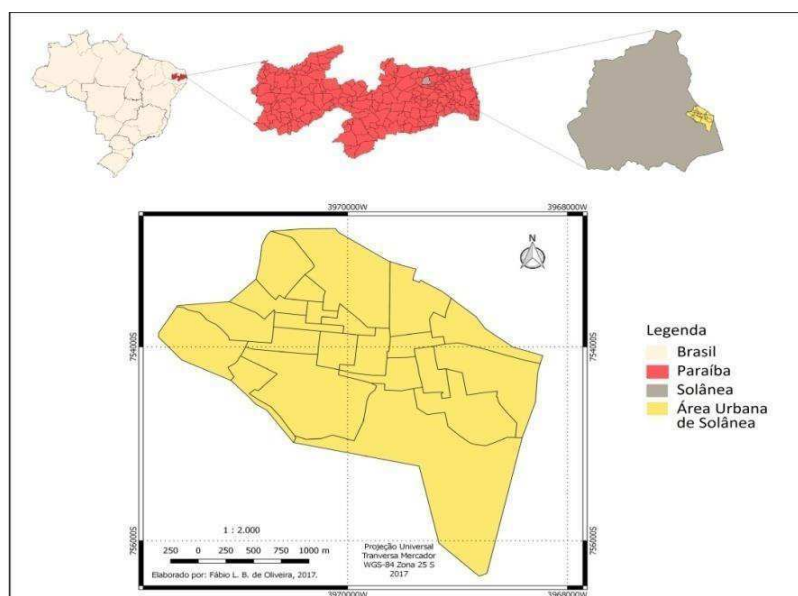 3970000W
3968000W
N
7540000S
7540000S
Legenda
Brasil
Paraíba
Solânea
Área Urbana
de Solânea
1 : 2.000
250 0 250 500 750 1000 m
Elaborado por: Fábio L. B. de Oliveira, 2017.
Projeção Universal
Tranversa Mercador
WGS-84 Zona 25 S
2017
7560000S
7560000S
3970000W
3968000W